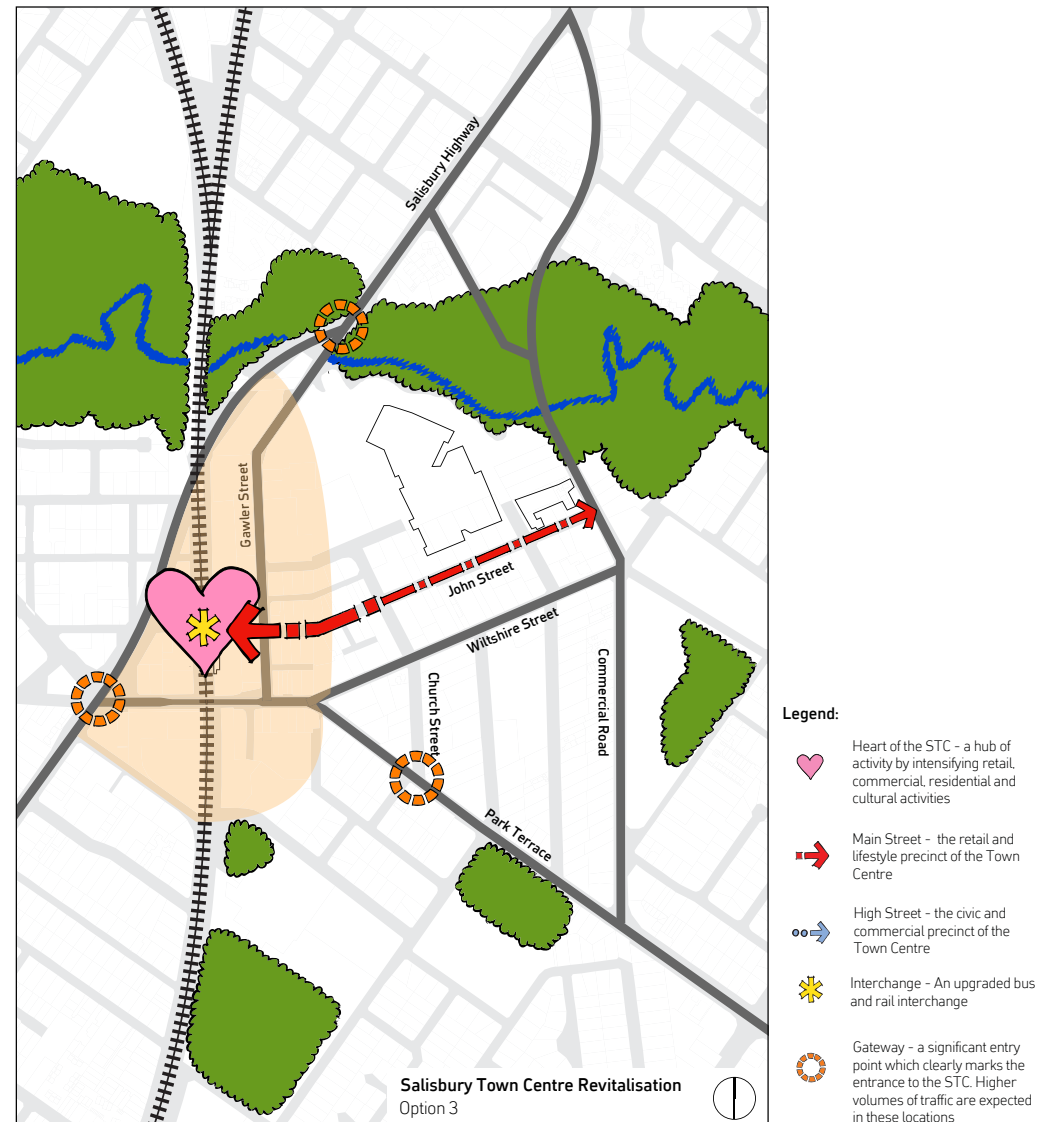 Salisbury Highway
Gawler Street
John Street
Wiltshire Street
Church Street
Commercial Road
Park Terrace
Salisbury Town Centre Revitalisation
Option 3
Legend:
Heart of the STC - a hub of
activity by intensifying retail,
commercial, residential and
cultural activities
Main Street - the retail and
lifestyle precinct of the Town
Centre
High Street - the civic and
commercial precinct of the
Town Centre
Interchange - An upgraded bus
and rail interchange
Gateway - a significant entry
point which clearly marks the
entrance to the STC. Higher
volumes of traffic are expected
in these locations